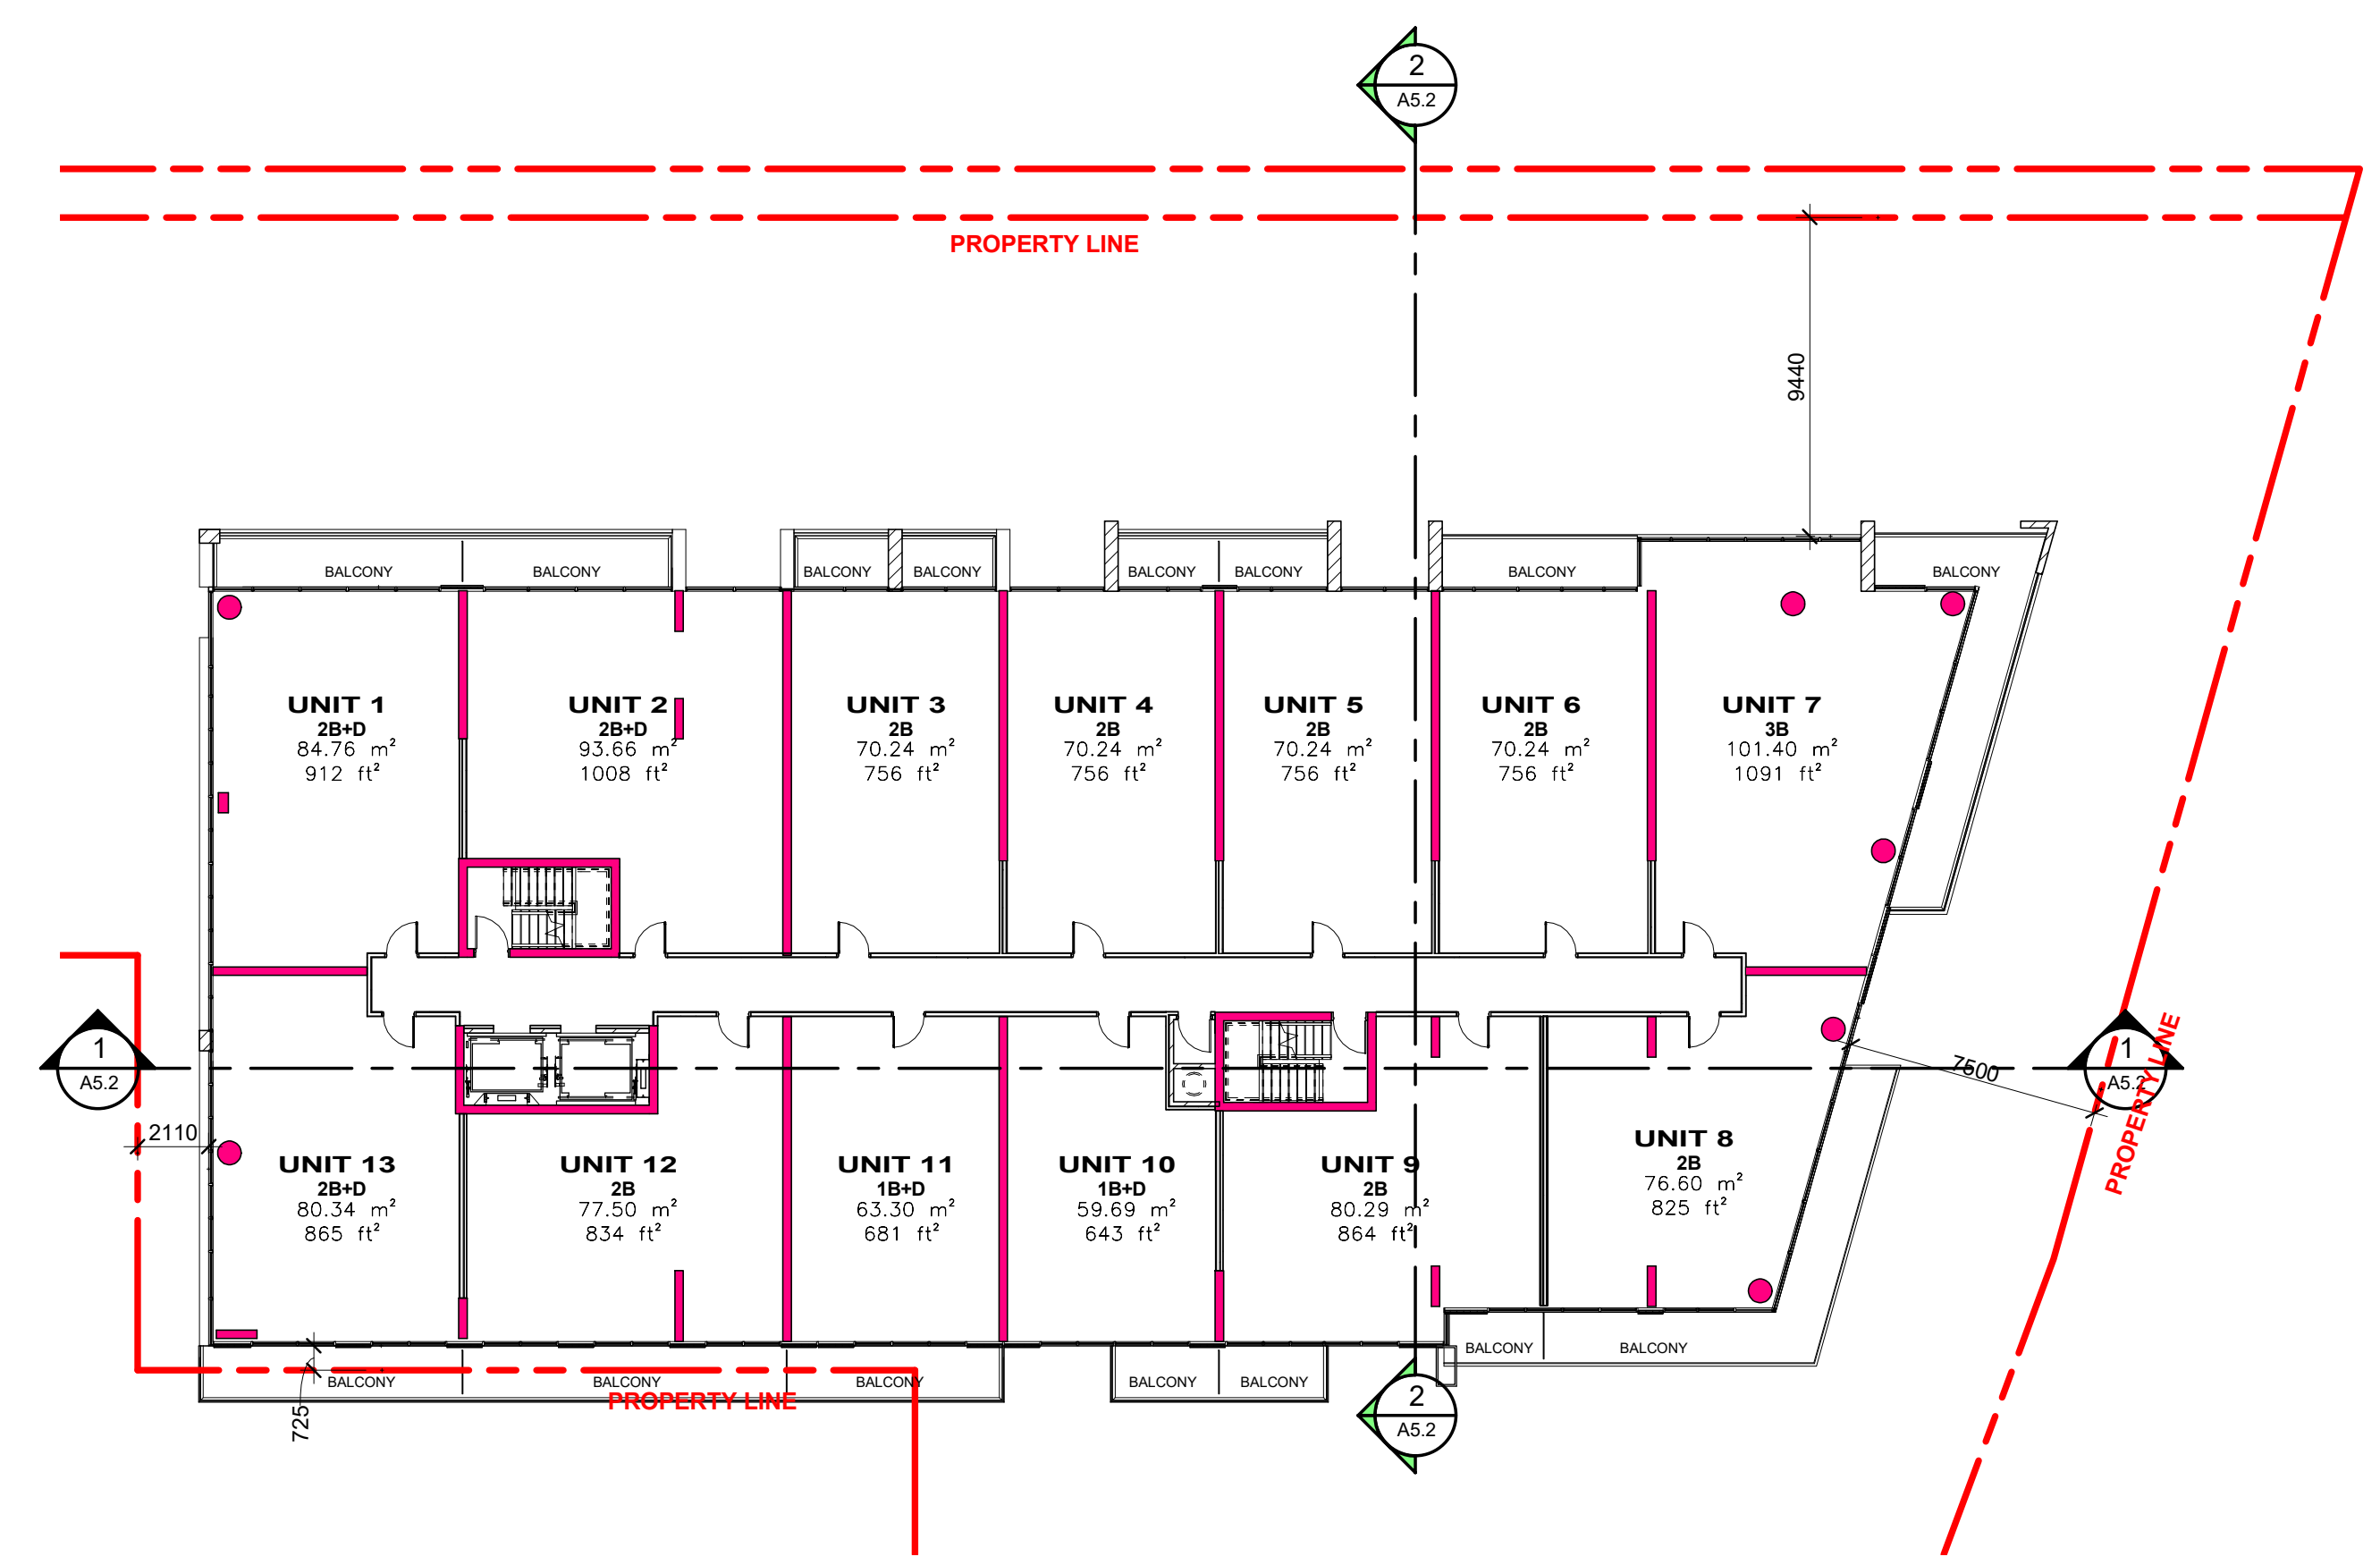 2
A5.2
PROPERTY LINE
9440
BALCONY
BALCONY
BALCONY
BALCONY
BALCONY
BALCONY
BALCONY
BALCONY
UNIT 1
2B+D
84.76 m²
912 ft²
UNIT 2
2B+D
93.66 m²
1008 ft²
UNIT 3
2B
70.24 m²
756 ft²
UNIT 4
2B
70.24 m²
756 ft²
UNIT 5
2B
70.24 m²
756 ft²
UNIT 6
2B
70.24 m²
756 ft²
UNIT 7
3B
101.40 m²
1091 ft²
1
A5.2
7500
1
A5.2
PROPERTY LINE
2110
UNIT 13
2B+D
80.34 m²
865 ft²
UNIT 12
2B
77.50 m²
834 ft²
UNIT 11
1B+D
63.30 m²
681 ft²
UNIT 10
1B+D
59.69 m²
643 ft²
UNIT 9
2B
80.29 m²
864 ft²
UNIT 8
2B
76.60 m²
825 ft²
BALCONY
BALCONY
BALCONY
BALCONY
BALCONY
BALCONY
BALCONY
PROPERTY LINE
725
2
A5.2